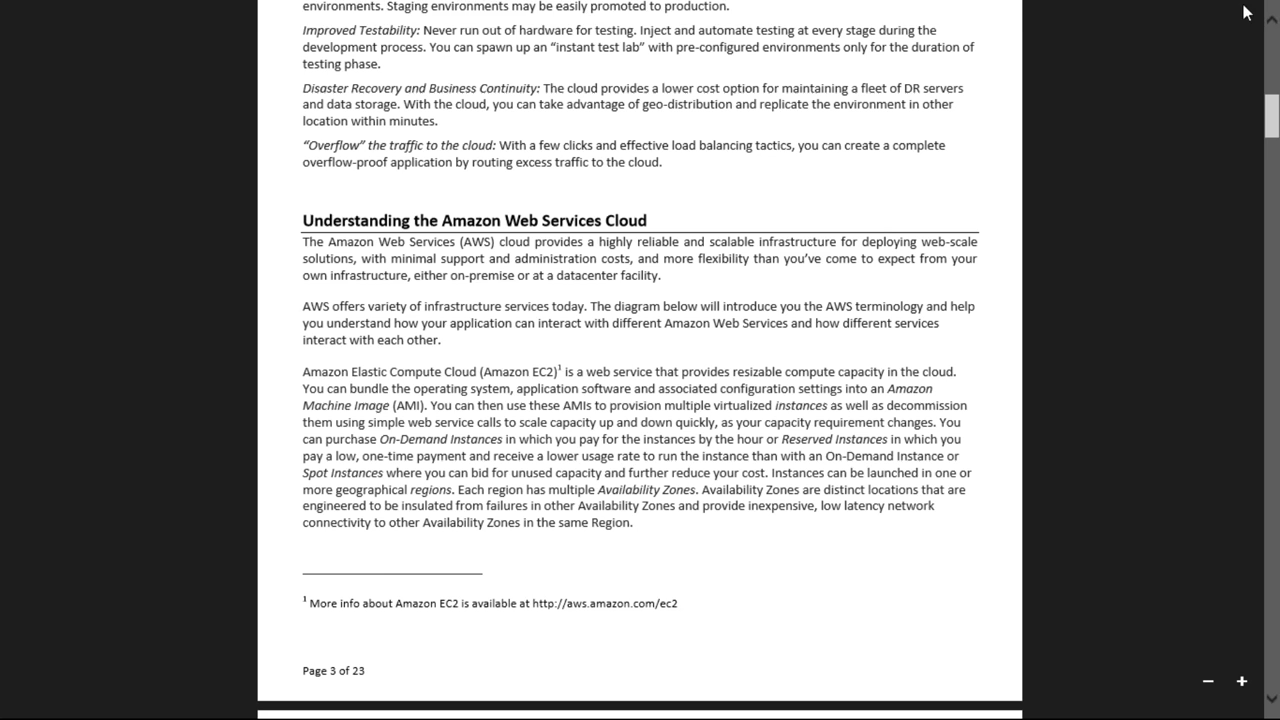 environments. Staging environments may be easily promoted to production.
Improved Testability: Never run out of hardware for testing. Inject and automate testing at every stage during the
development process. You can spawn up an “instant test lab” with pre-configured environments only for the duration of
testing phase.
Disaster Recovery and Business Continuity: The cloud provides a lower cost option for maintaining a fleet of DR servers
and data storage. With the cloud, you can take advantage of geo-distribution and replicate the environment in other
location within minutes.
“Overflow” the traffic to the cloud: With a few clicks and effective load balancing tactics, you can create a complete
overflow-proof application by routing excess traffic to the cloud.
Understanding the Amazon Web Services Cloud
The Amazon Web Services (AWS) cloud provides a highly reliable and scalable infrastructure for deploying web-scale
solutions, with minimal support and administration costs, and more flexibility than you’ve come to expect from your
own infrastructure, either on-premise or at a datacenter facility.
AWS offers variety of infrastructure services today. The diagram below will introduce you the AWS terminology and help
you understand how your application can interact with different Amazon Web Services and how different services
interact with each other.
Amazon Elastic Compute Cloud (Amazon EC2)1 is a web service that provides resizable compute capacity in the cloud.
You can bundle the operating system, application software and associated configuration settings into an Amazon
Machine Image (AMI). You can then use these AMIs to provision multiple virtualized instances as well as decommission
them using simple web service calls to scale capacity up and down quickly, as your capacity requirement changes. You
can purchase On-Demand Instances in which you pay for the instances by the hour or Reserved Instances in which you
pay a low, one-time payment and receive a lower usage rate to run the instance than with an On-Demand Instance or
Spot Instances where you can bid for unused capacity and further reduce your cost. Instances can be launched in one or
more geographical regions. Each region has multiple Availability Zones. Availability Zones are distinct locations that are
engineered to be insulated from failures in other Availability Zones and provide inexpensive, low latency network
connectivity to other Availability Zones in the same Region.
1 More info about Amazon EC2 is available at http://aws.amazon.com/ec2
Page 3 of 23